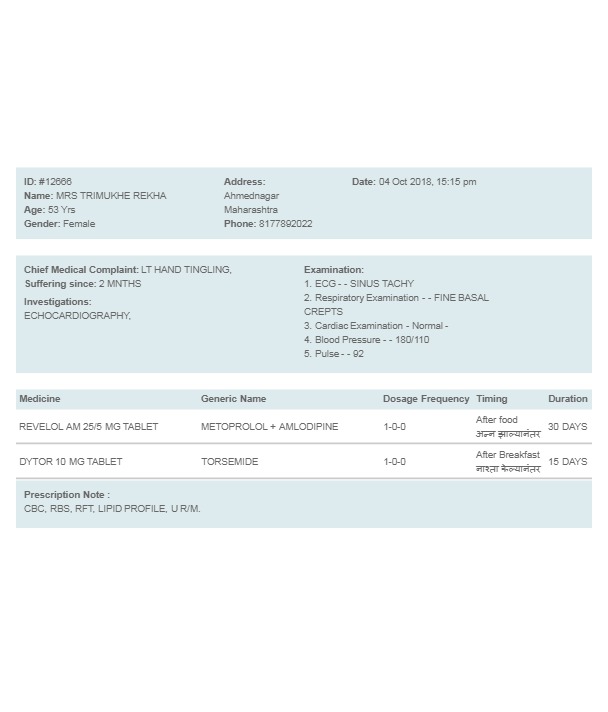 ID: #12666
Name: MRS TRIMUKHE REKHA
Age: 53 Yrs
Gender: Female
Address:
Ahmednagar
Maharashtra
Phone: 8177892022
Date: 04 Oct 2018, 15:15 pm
Chief Medical Complaint: LT HAND TINGLING,
Suffering since: 2 MNTHS
Investigations:
ECHOCARDIOGRAPHY,
Examination:
1. ECG - - SINUS TACHY
2. Respiratory Examination - - FINE BASAL
CREPTS
3. Cardiac Examination - Normal -
4. Blood Pressure - - 180/110
5. Pulse - - 92
Medicine Generic Name Dosage Frequency Timing Duration
REVELOL AM 25/5 MG TABLET METOPROLOL + AMLODIPINE 1-0-0 After food 30 DAYS
अन्न झाल्यानंतर
DYTOR 10 MG TABLET TORSEMIDE 1-0-0 After Breakfast 15 DAYS
नाश्ता केल्यानंतर
Prescription Note :
CBC, RBS, RFT, LIPID PROFILE, U R/M.